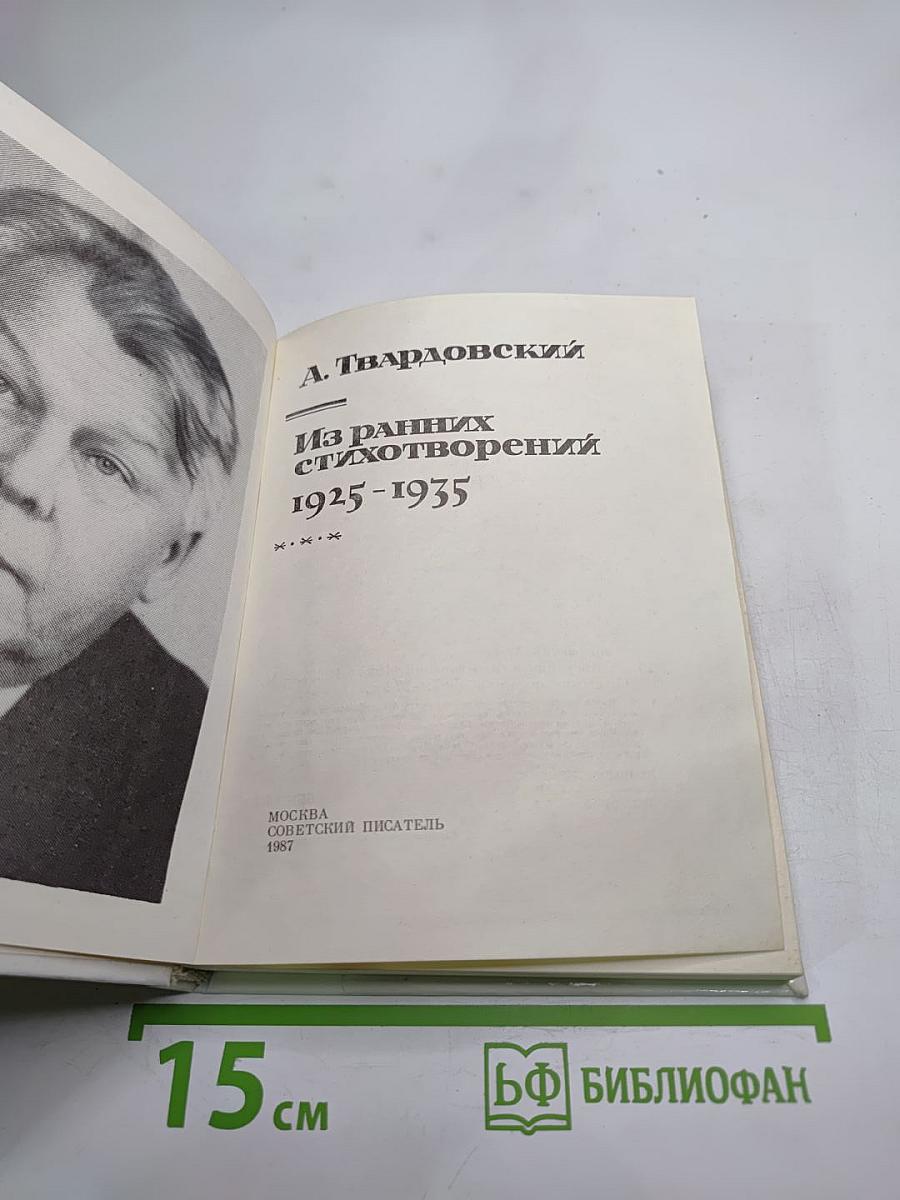 А. Твардовский
Из ранних
стихотворений
1925-1935
*·*·*
МОСКВА
СОВЕТСКИЙ ПИСАТЕЛЬ
1987
15 см
БФ БИБЛИОФАН